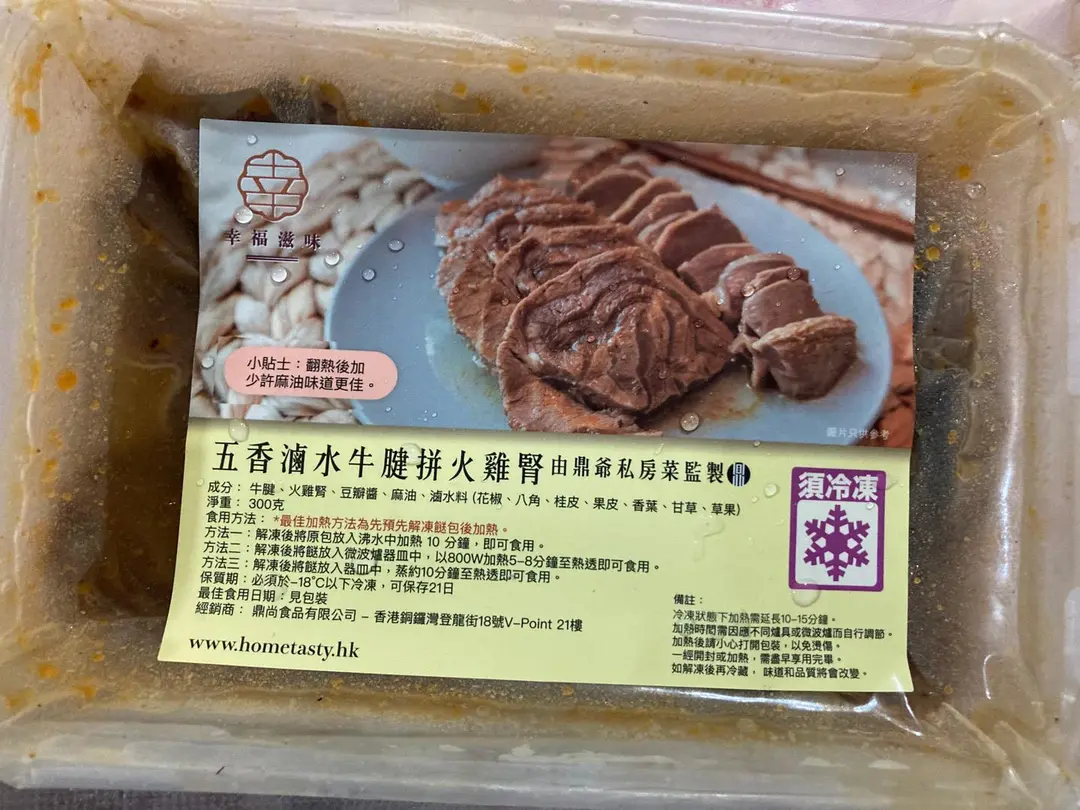 幸福滋味
小貼士：翻熱後加
少許麻油味道更佳。
圖片只供參考
五香滷水牛腱拼火雞腎 由鼎爺私房菜監製
成分： 牛腱、火雞腎、豆瓣醬、麻油、滷水料 (花椒、八角、桂皮、果皮、香葉、甘草、草果)
淨重： 300克
食用方法： *最佳加熱方法為先預先解凍餸包後加熱。
方法一：解凍後將原包放入沸水中加熱 10 分鐘，即可食用。
方法二：解凍後將餸放入微波爐器皿中，以800W加熱5-8分鐘至熱透即可食用。
方法三：解凍後將餸放入器皿中，蒸約10分鐘至熱透即可食用。
保質期：必須於-18°C以下冷凍，可保存21日
最佳食用日期：見包裝
經銷商： 鼎尚食品有限公司 – 香港銅鑼灣登龍街18號V-Point 21樓
www.hometasty.hk
須冷凍
備註：
冷凍狀態下加熱需延長10-15分鐘。
加熱時間需因應不同爐具或微波爐而自行調節。
加熱後請小心打開包裝，以免燙傷。
一經開封或加熱，需盡早享用完畢。
如解凍後再冷藏， 味道和品質將會改變。